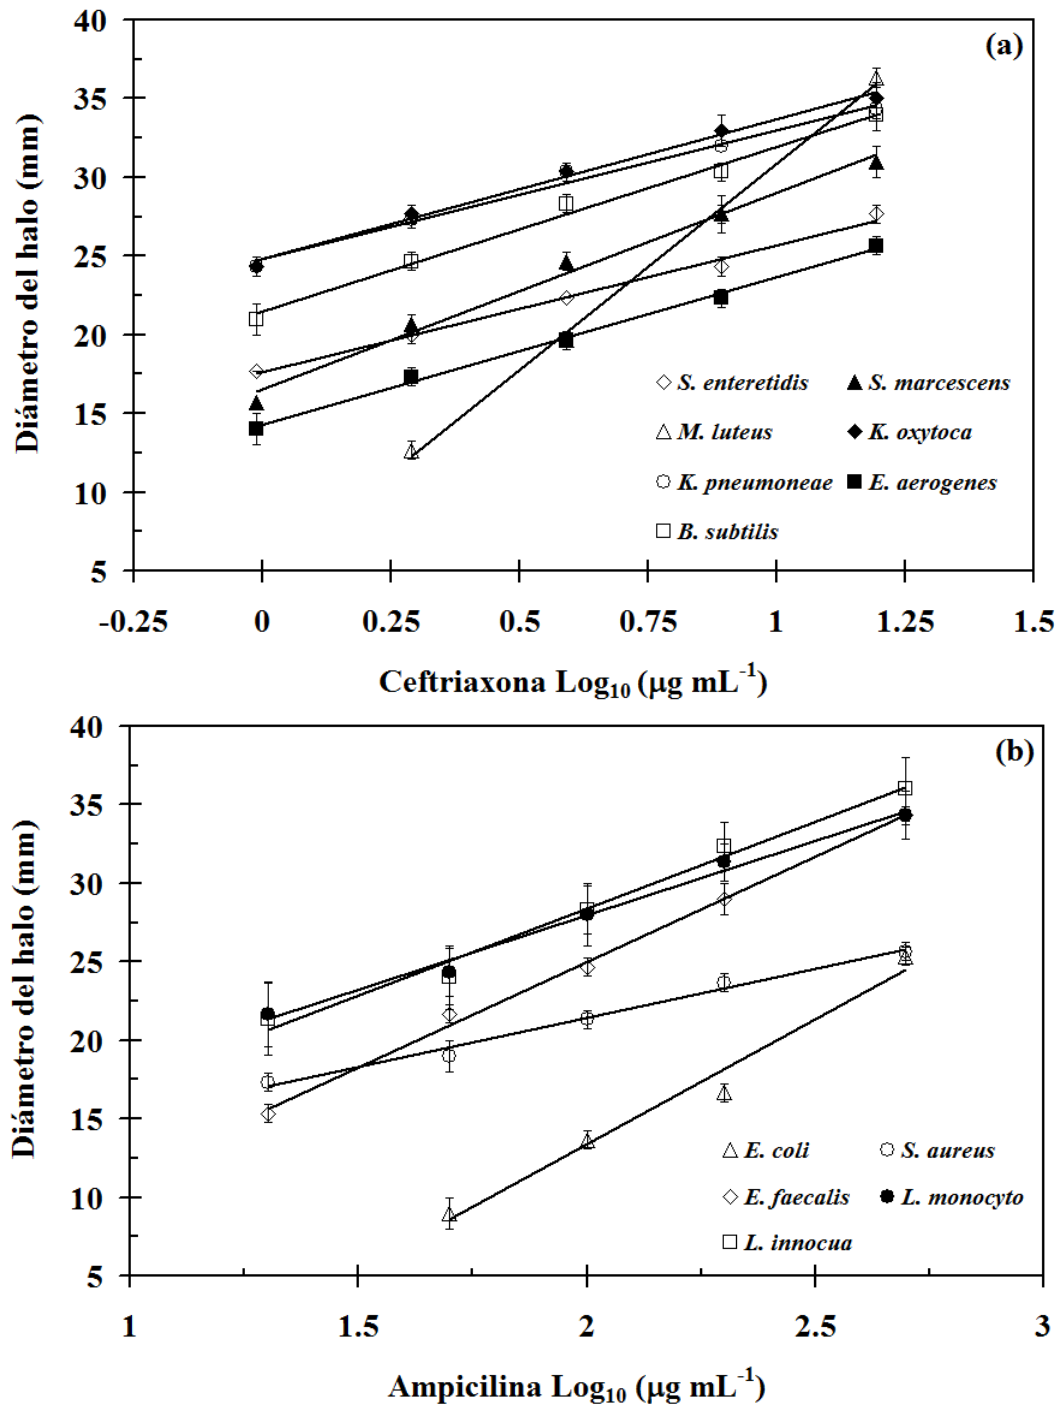 (a)
40
35
30
25
20
15
10
5
Diámetro del halo (mm)
S. enteretidis
S. marcescens
M. luteus
K. oxytoca
K. pneumoneae
E. aerogenes
B. subtilis
-0.25 0 0.25 0.5 0.75 1 1.25 1.5
Ceftriaxona Log10 (µg mL-1)
(b)
40
35
30
25
20
15
10
5
Diámetro del halo (mm)
E. coli
S. aureus
E. faecalis
L. monocyto
L. innocua
1 1.5 2 2.5 3
Ampicilina Log10 (µg mL-1)